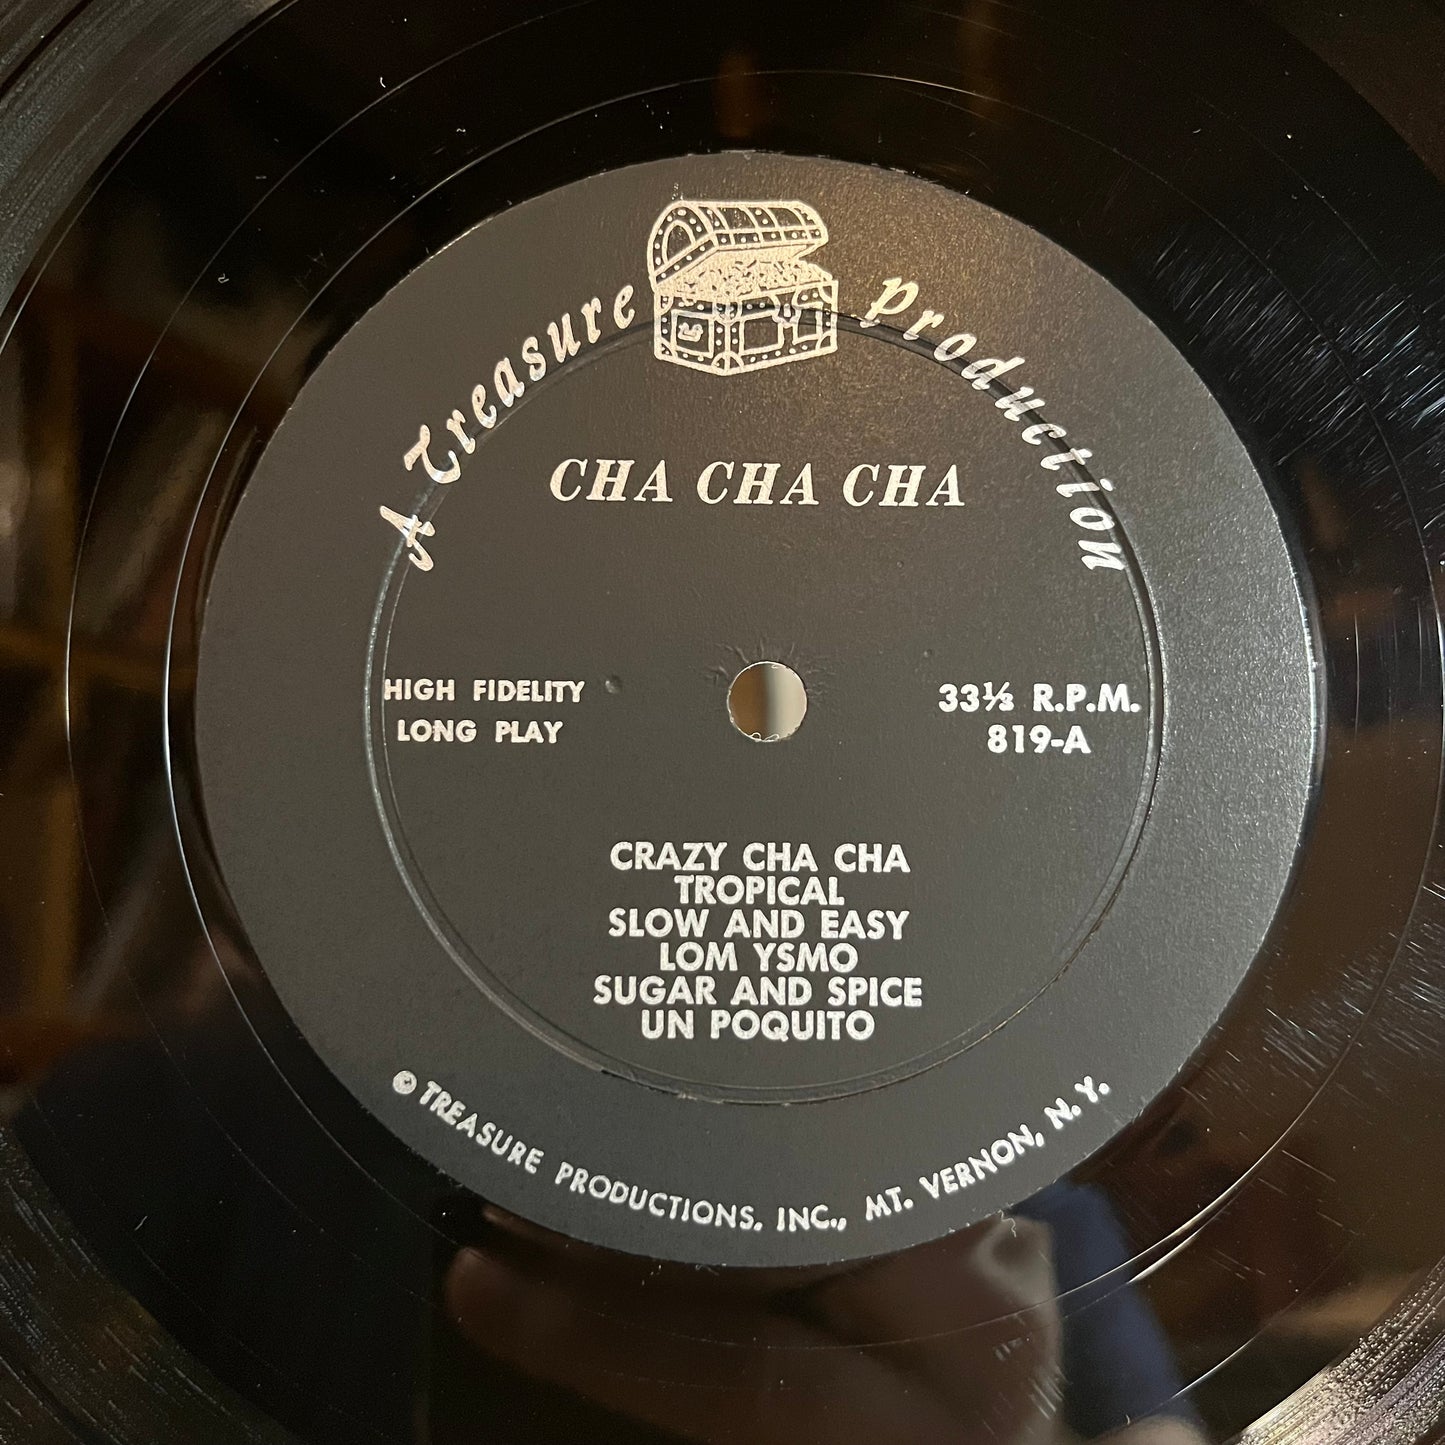 A Treasure Production
CHA CHA CHA
HIGH FIDELITY
LONG PLAY
33⅓ R.P.M.
819-A
CRAZY CHA CHA
TROPICAL
SLOW AND EASY
LOM YSMO
SUGAR AND SPICE
UN POQUITO
© TREASURE PRODUCTIONS, INC., MT. VERNON, N. Y.